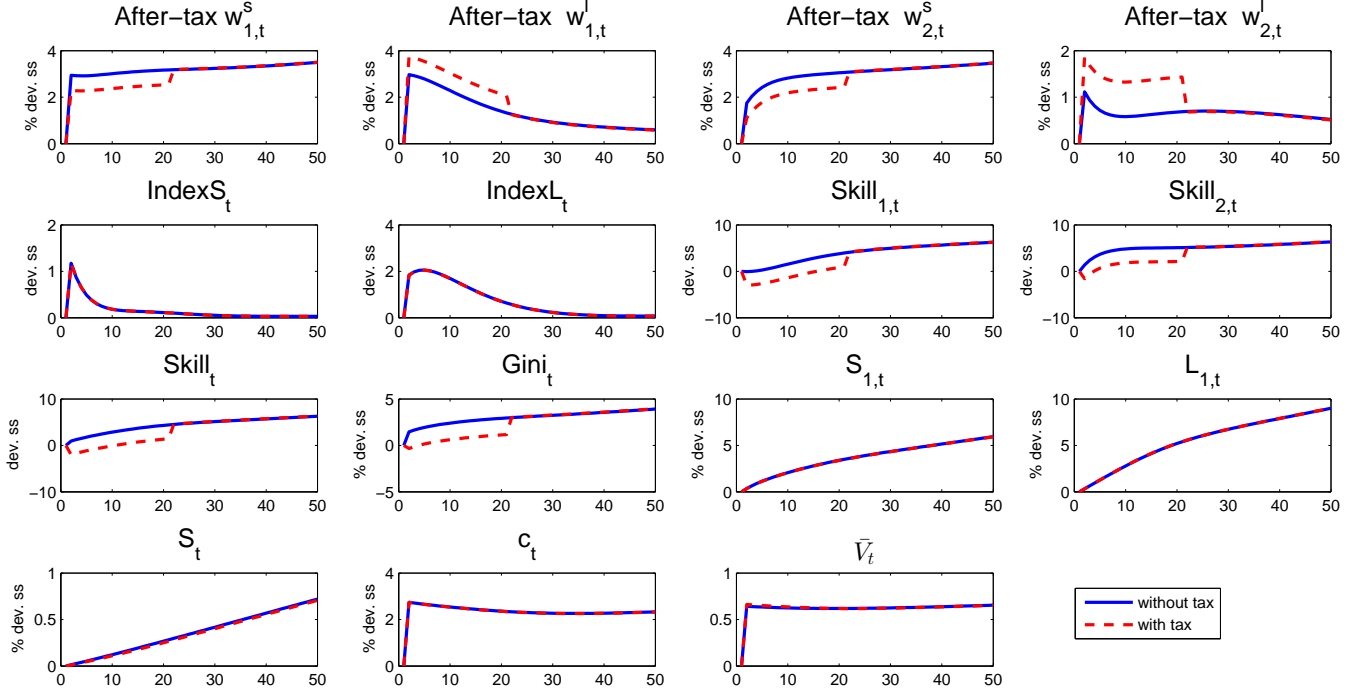 After−tax w^s_{1,t}
After−tax w^l_{1,t}
After−tax w^s_{2,t}
After−tax w^l_{2,t}
% dev. ss
4
2
0
0 10 20 30 40 50
% dev. ss
4
2
0
0 10 20 30 40 50
% dev. ss
4
2
0
0 10 20 30 40 50
% dev. ss
2
1
0
0 10 20 30 40 50
IndexS_t
IndexL_t
Skill_{1,t}
Skill_{2,t}
dev. ss
2
1
0
0 10 20 30 40 50
dev. ss
4
2
0
0 10 20 30 40 50
dev. ss
10
0
−10
0 10 20 30 40 50
dev. ss
10
0
−10
0 10 20 30 40 50
Skill_t
Gini_t
S_{1,t}
L_{1,t}
dev. ss
10
0
−10
0 10 20 30 40 50
% dev. ss
5
0
−5
0 10 20 30 40 50
% dev. ss
10
5
0
0 10 20 30 40 50
% dev. ss
10
5
0
0 10 20 30 40 50
S_t
c_t
V̄_t
% dev. ss
1
0.5
0
0 10 20 30 40 50
% dev. ss
4
2
0
0 10 20 30 40 50
% dev. ss
1
0.5
0
0 10 20 30 40 50
without tax
with tax